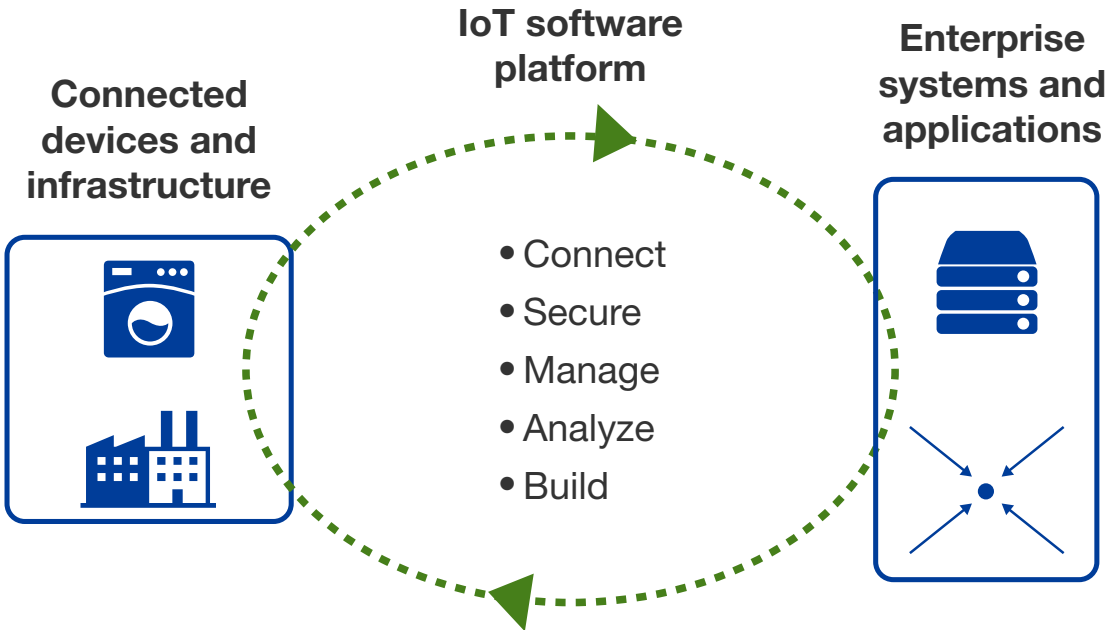 Connected
devices and
infrastructure
IoT software
platform
• Connect
• Secure
• Manage
• Analyze
• Build
Enterprise
systems and
applications